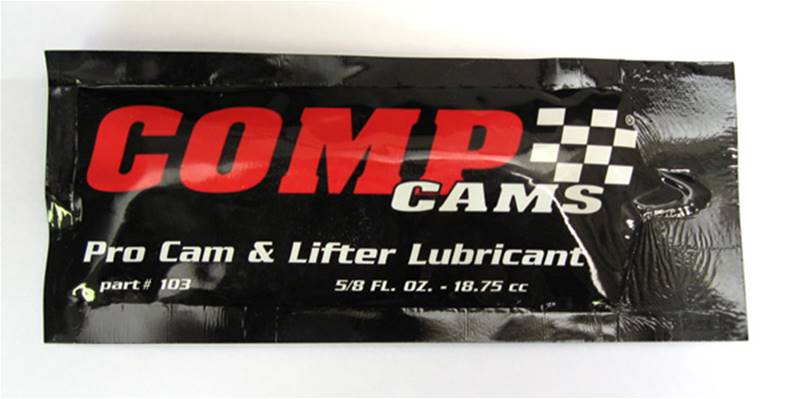 COMP®
CAMS
Pro Cam & Lifter Lubricant
part# 103 5/8 FL. OZ. - 18.75 cc